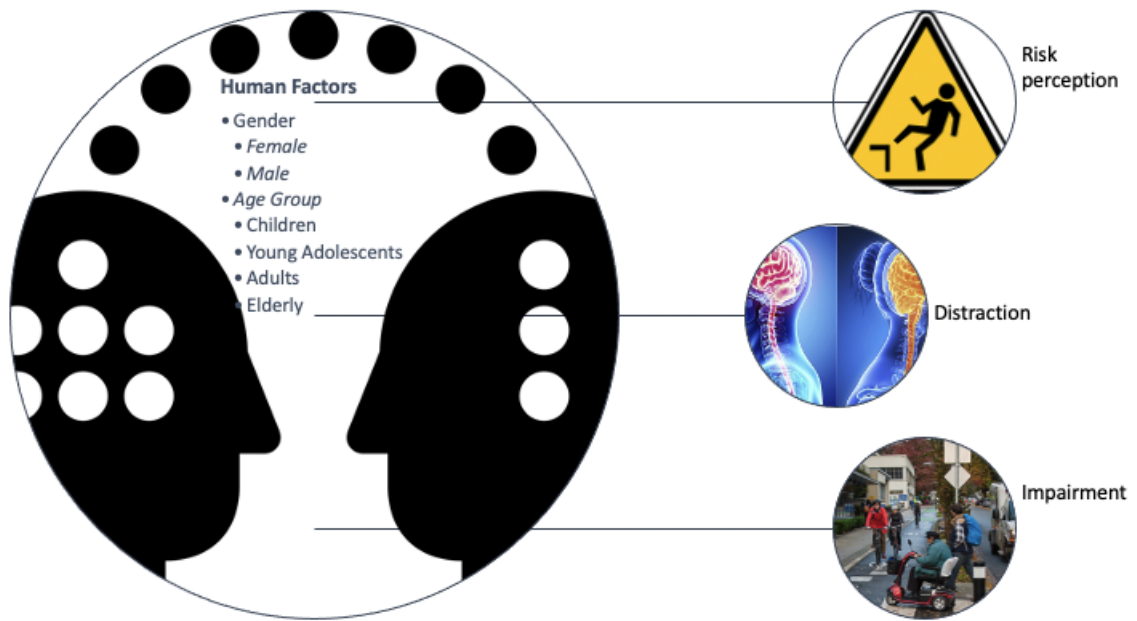 Human Factors
• Gender
• Female
• Male
• Age Group
• Children
• Young Adolescents
• Adults
• Elderly
Risk
perception
Distraction
Impairment